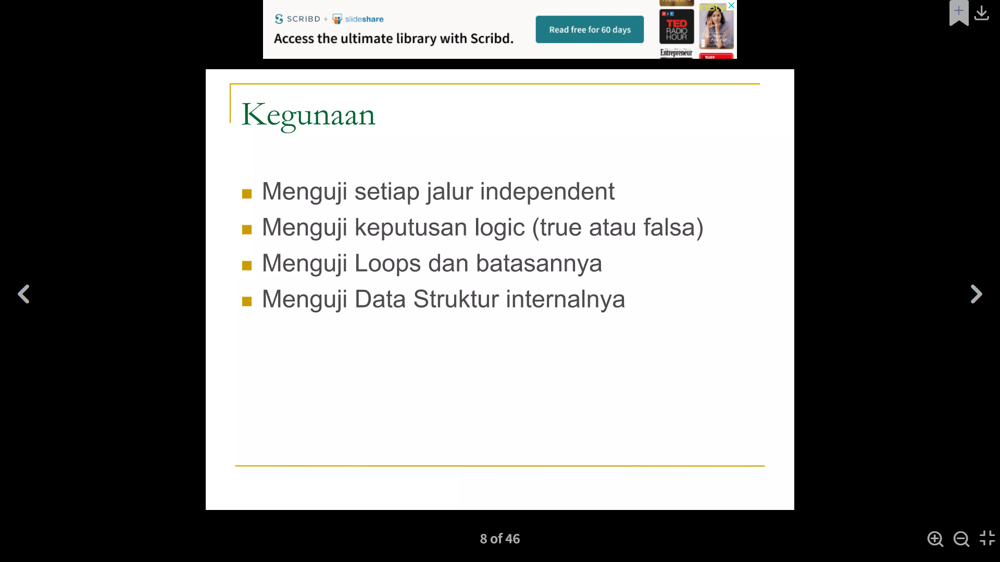 SCRIBD + slideshare
Access the ultimate library with Scribd.
Read free for 60 days
TED
RADIO
HOUR
InStyl
Entrepreneur
Kegunaan
Menguji setiap jalur independent
Menguji keputusan logic (true atau falsa)
Menguji Loops dan batasannya
Menguji Data Struktur internalnya
8 of 46